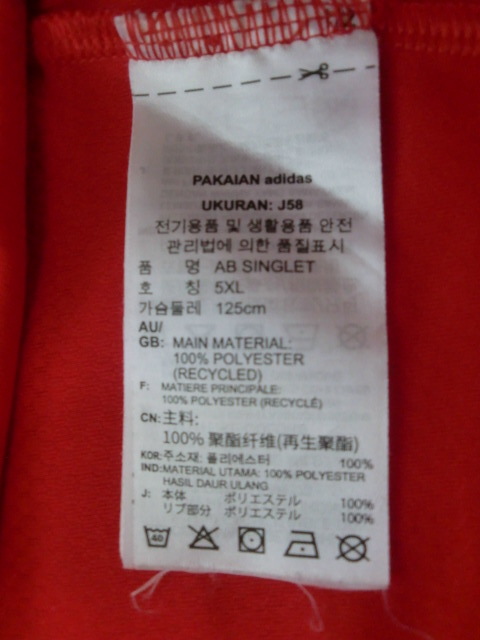 PAKAIAN adidas
UKURAN: J58
전기용품 및 생활용품 안전
관리법에 의한 품질표시
품 명 AB SINGLET
호 칭 5XL
가슴둘레 125cm
AU/
GB: MAIN MATERIAL:
100% POLYESTER
(RECYCLED)
F: MATIERE PRINCIPALE:
100% POLYESTER (RECYCLÉ)
CN:主料:
100% 聚酯纤维(再生聚酯)
KOR:주소재: 폴리에스터 100%
IND:MATERIAL UTAMA: 100% POLYESTER
HASIL DAUR ULANG
J: 本体 ポリエステル 100%
リブ部分 ポリエステル 100%
40